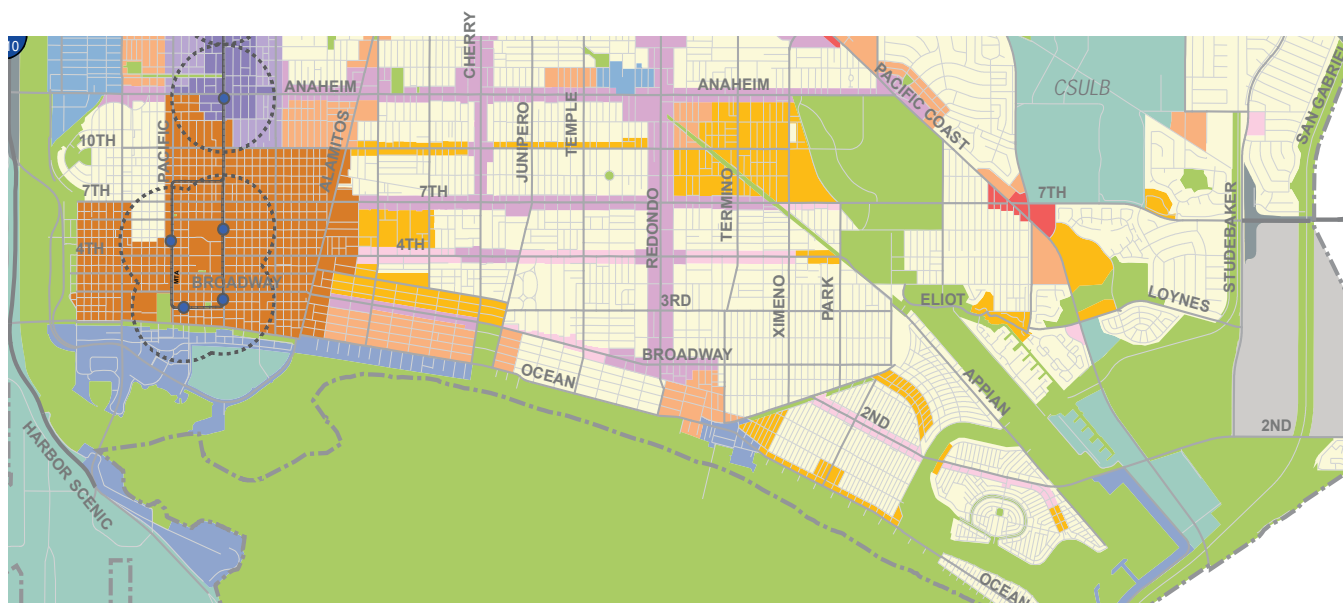 CHERRY
10
ANAHEIM
ANAHEIM
PACIFIC COAST
CSULB
SAN GABRIEL
10TH
PACIFIC
ALAMITOS
JUNIPERO
TEMPLE
7TH
7TH
7TH
REDONDO
TERMINO
STUDEBAKER
4TH
4TH
MTA
BROADWAY
3RD
XIMENO
PARK
ELIOT
LOYNES
BROADWAY
OCEAN
APPIAN
2ND
2ND
HARBOR SCENIC
OCEAN